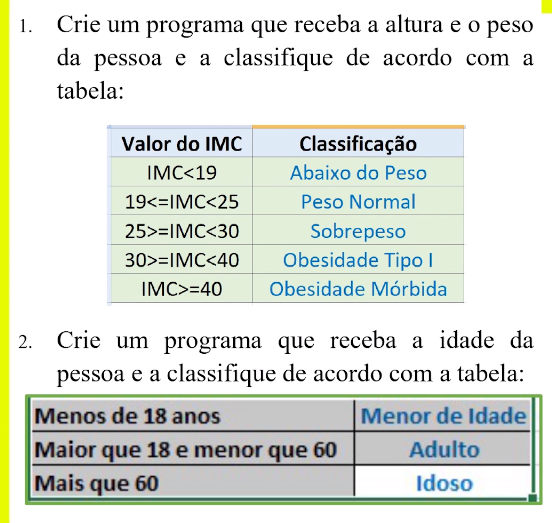 1. Crie um programa que receba a altura e o peso
da pessoa e a classifique de acordo com a
tabela:
Valor do IMC Classificação
IMC<19 Abaixo do Peso
19<=IMC<25 Peso Normal
25>=IMC<30 Sobrepeso
30>=IMC<40 Obesidade Tipo I
IMC>=40 Obesidade Mórbida
2. Crie um programa que receba a idade da
pessoa e a classifique de acordo com a tabela:
Menos de 18 anos Menor de Idade
Maior que 18 e menor que 60 Adulto
Mais que 60 Idoso